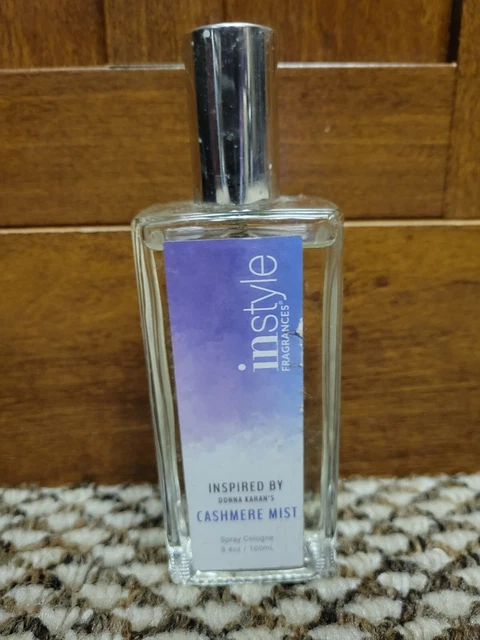 instyle
FRAGRANCES®
INSPIRED BY
DONNA KARAN'S
CASHMERE MIST
Spray Cologne
3.4oz / 100mL